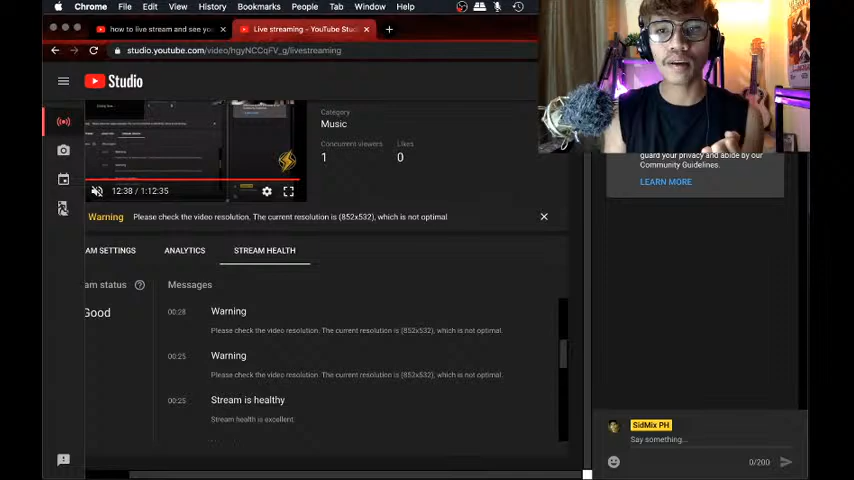 Chrome File Edit View History Bookmarks People Tab Window Help
how to live stream and see you
Live streaming - YouTube Stud
studio.youtube.com/video/hgyNCCqFV_g/livestreaming
Studio
Category
Music
Concurrent viewers Likes
1 0
12:38 / 1:12:35
guard your privacy and abide by our
Community Guidelines.
LEARN MORE
Warning Please check the video resolution. The current resolution is (852x532), which is not optimal.
AM SETTINGS ANALYTICS STREAM HEALTH
am status Messages
Good
00:28 Warning
Please check the video resolution. The current resolution is (852x532), which is not optimal.
00:25 Warning
Please check the video resolution. The current resolution is (852x532), which is not optimal.
00:25 Stream is healthy
Stream health is excellent.
SidMix PH
Say something...
0/200